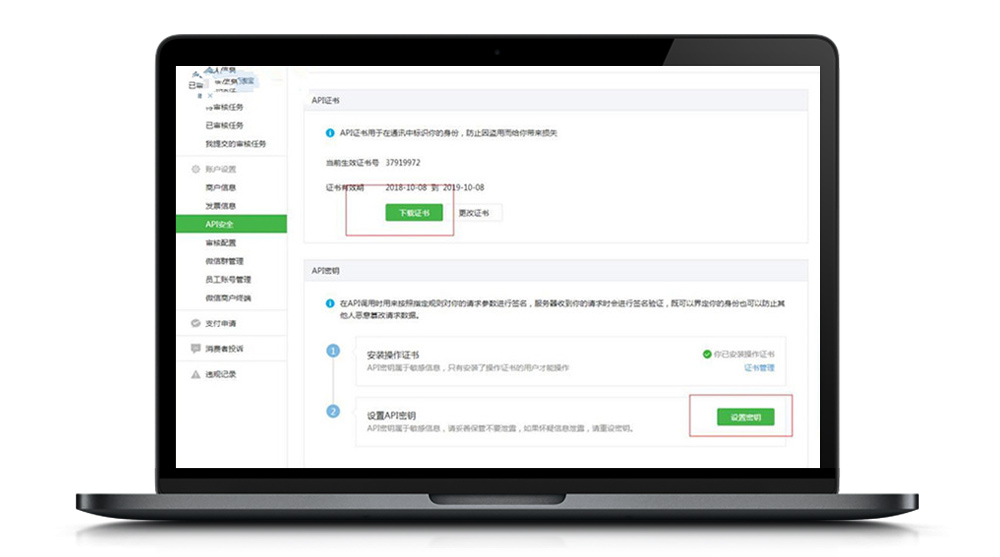 人信息
已审
待审核任务
已审核任务
我提交的审核任务
账户设置
商户信息
发票信息
API安全
审核配置
微信群管理
员工账号管理
微信商户终端
支付申请
消费者投诉
违规记录
API证书
API证书用于在通讯中标识你的身份，防止因盗用而给你带来损失
当前生效证书号 37919972
证书有效期 2018-10-08 到 2019-10-08
下载证书 更改证书
API密钥
在API调用时用来按照指定规则对你的请求参数进行签名，服务器收到你的请求时会进行签名验证，既可以界定你的身份也可以防止其
他人恶意篡改请求数据。
1 安装操作证书
你已安装操作证书
API密钥属于敏感信息，只有安装了操作证书的用户才能操作
证书管理
2 设置API密钥
API密钥属于敏感信息，请妥善保管不要泄露，如果怀疑信息泄露，请重设密钥。
设置密钥